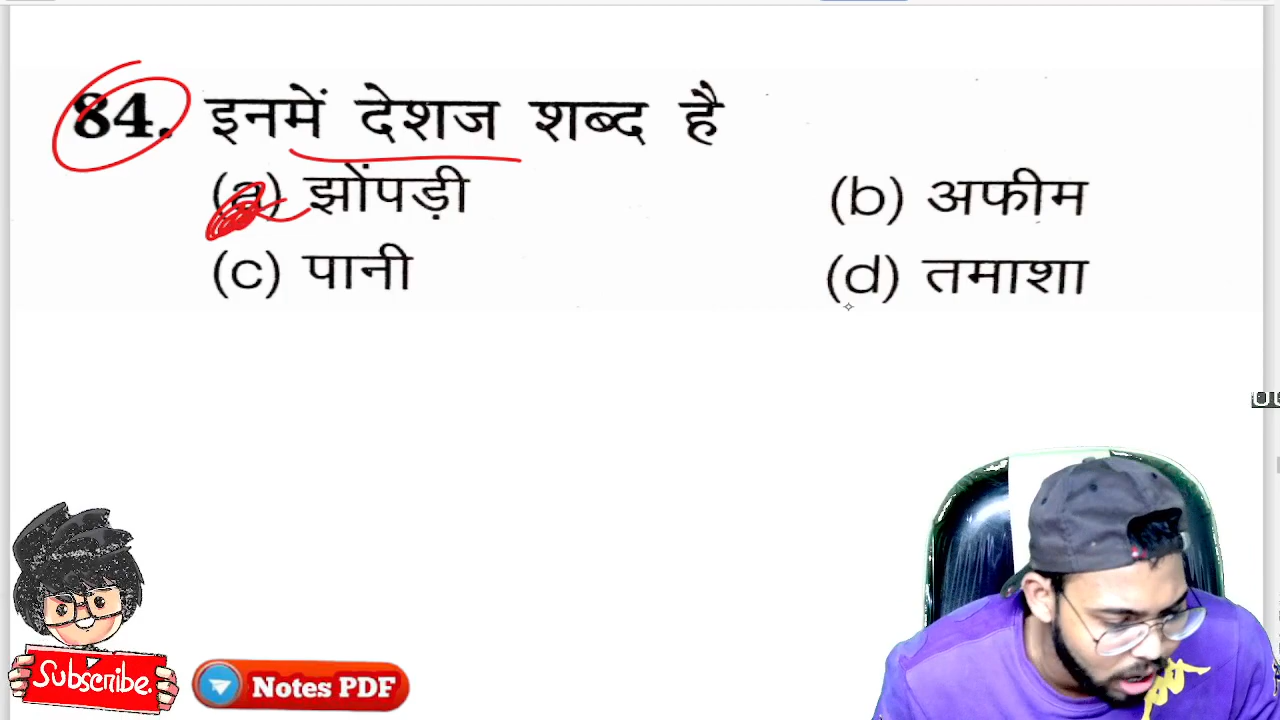 84. इनमें देशज शब्द है
(a) झोंपड़ी (b) अफीम
(c) पानी (d) तमाशा
Subscribe.
Notes PDF